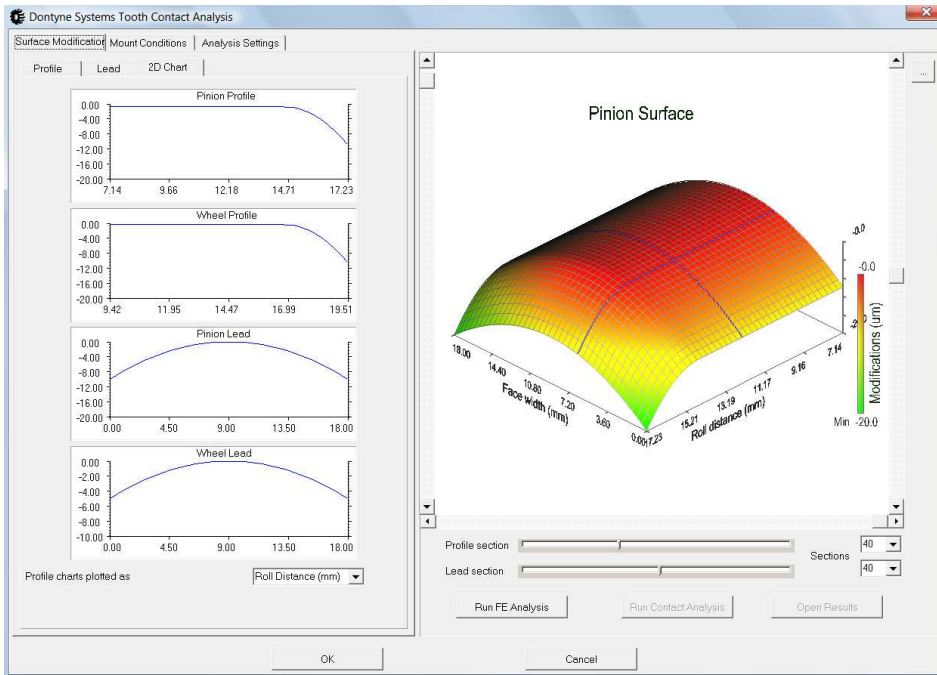 Dontyne Systems Tooth Contact Analysis
Surface Modification Mount Conditions Analysis Settings
Profile Lead 2D Chart
Pinion Profile
0.00
-4.00
-8.00
-12.00
-16.00
-20.00
7.14 9.66 12.18 14.71 17.23
Wheel Profile
0.00
-4.00
-8.00
-12.00
-16.00
-20.00
9.42 11.95 14.47 16.99 19.51
Pinion Lead
0.00
-4.00
-8.00
-12.00
-16.00
-20.00
0.00 4.50 9.00 13.50 18.00
Wheel Lead
0.00
-2.00
-4.00
-6.00
-8.00
-10.00
0.00 4.50 9.00 13.50 18.00
Profile charts plotted as Roll Distance (mm)
...
Pinion Surface
-0.0
-0.0
Modifications (um)
Min -20.0
18.00 14.40 10.80 7.20 3.60 0.00
Face width (mm)
17.23 15.21 13.19 11.17 9.16 7.14
Roll distance (mm)
Profile section
Lead section
Sections
40
40
Run FE Analysis Run Contact Analysis Open Results
OK Cancel